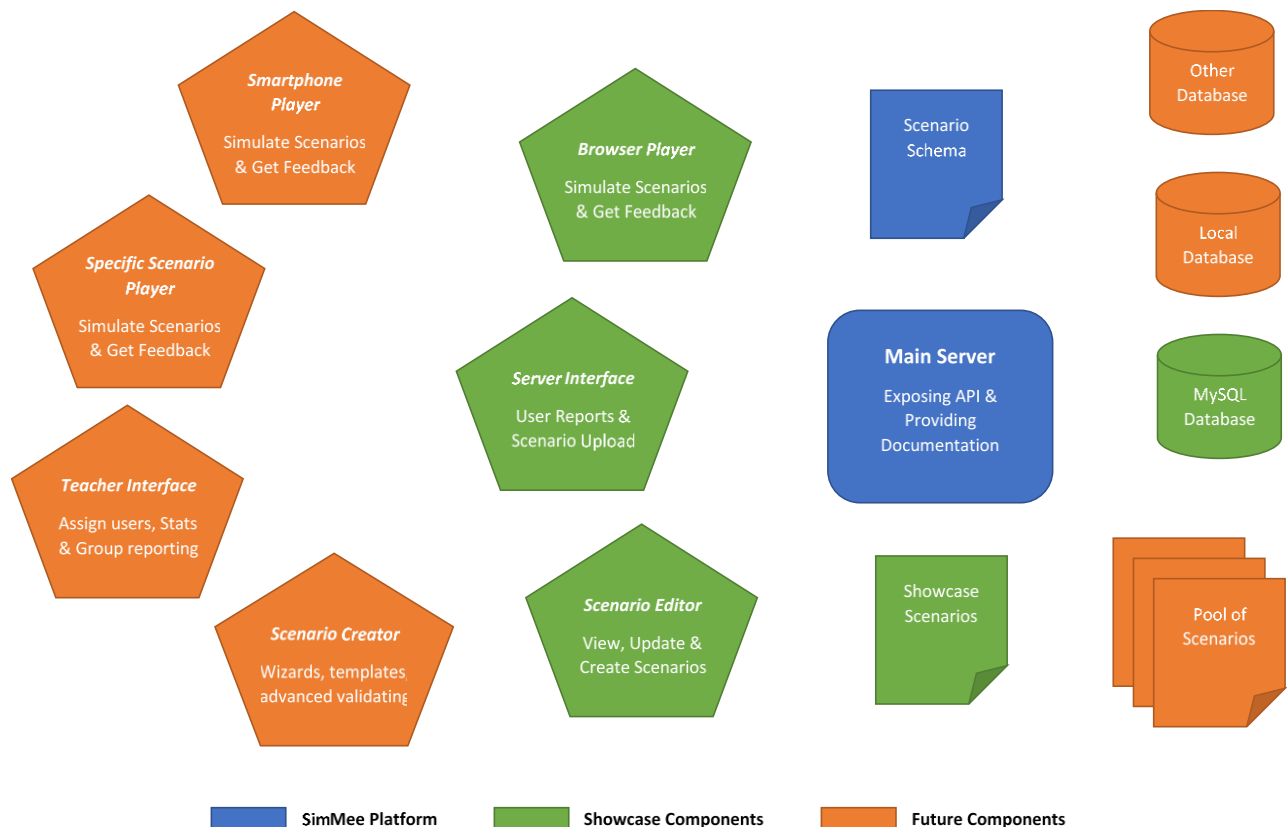 Smartphone
Player
Simulate Scenarios
& Get Feedback
Browser Player
Simulate Scenarios
& Get Feedback
Scenario
Schema
Other
Database
Specific Scenario
Player
Simulate Scenarios
& Get Feedback
Local
Database
Server Interface
User Reports &
Scenario Upload
Main Server
Exposing API &
Providing
Documentation
MySQL
Database
Teacher Interface
Assign users, Stats
& Group reporting
Scenario Creator
Wizards, templates,
advanced validating
Scenario Editor
View, Update &
Create Scenarios
Showcase
Scenarios
Pool of
Scenarios
SimMee Platform
Showcase Components
Future Components